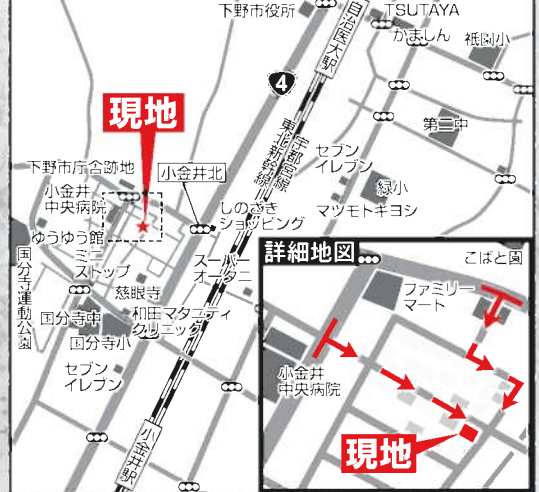 下野市役所
自治医大駅
TSUTAYA
かましん
祇園小
4
現地
第二中
宇都宮線
東北新幹線
セブン
イレブン
下野市庁舎跡地
小金井北
緑小
小金井
中央病院
しのざき
ショッピング
マツモトキヨシ
ゆうゆう館
ミニ
ストップ
スーパー
オータニ
国分寺運動公園
慈眼寺
国分寺中
和田マタニティ
クリニック
国分寺小
セブン
イレブン
小金井駅
詳細地図
こばと園
ファミリー
マート
小金井
中央病院
現地